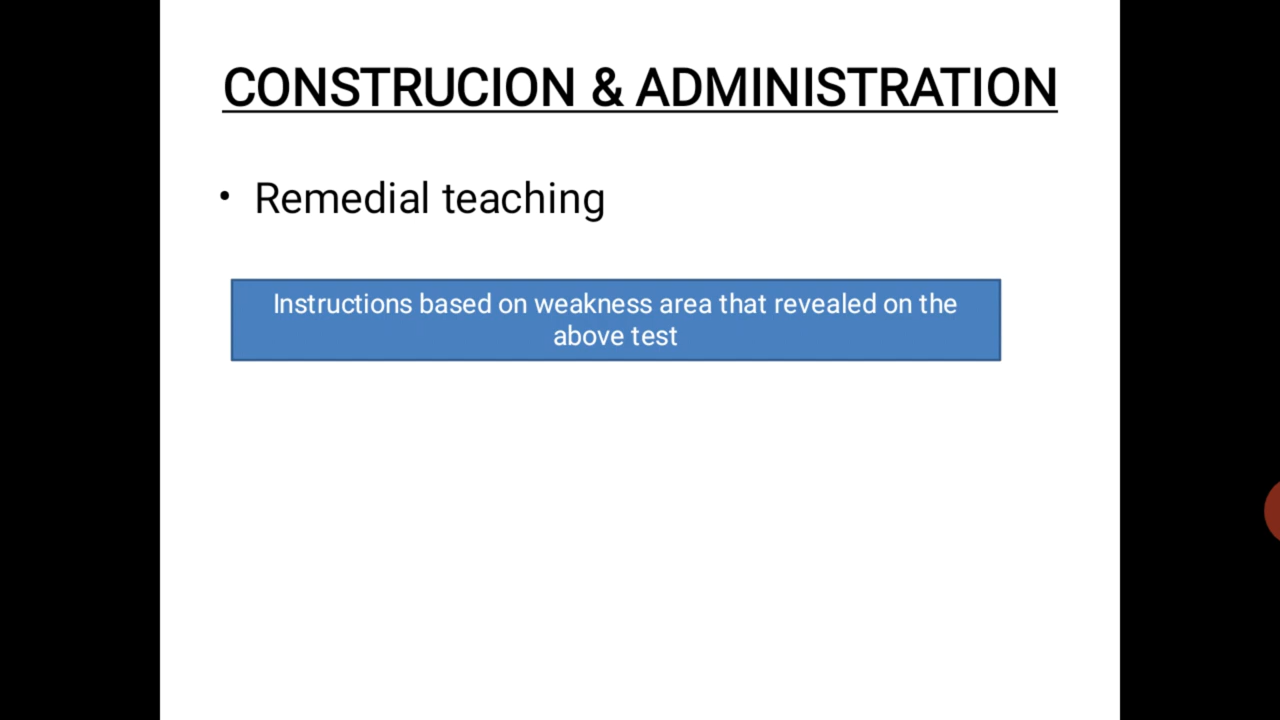 CONSTRUCION & ADMINISTRATION
• Remedial teaching
Instructions based on weakness area that revealed on the
above test